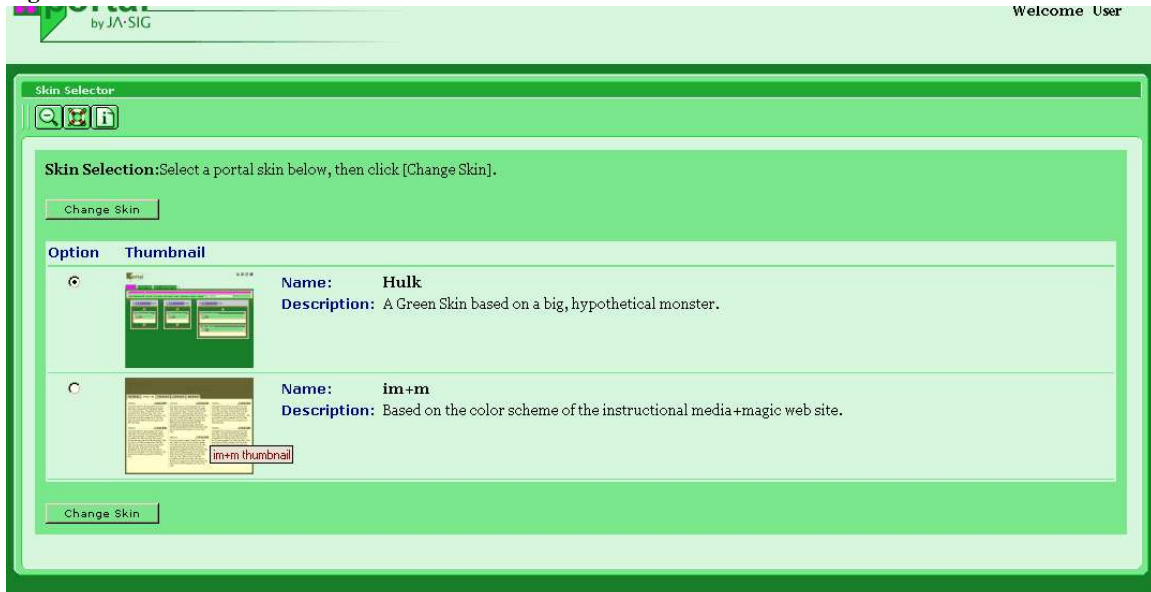 portal
by JA·SIG
Welcome User
Skin Selector
Skin Selection:Select a portal skin below, then click [Change Skin].
Change Skin
Option Thumbnail
Name: Hulk
Description: A Green Skin based on a big, hypothetical monster.
Name: im+m
Description: Based on the color scheme of the instructional media+magic web site.
im+m thumbnail
Change Skin